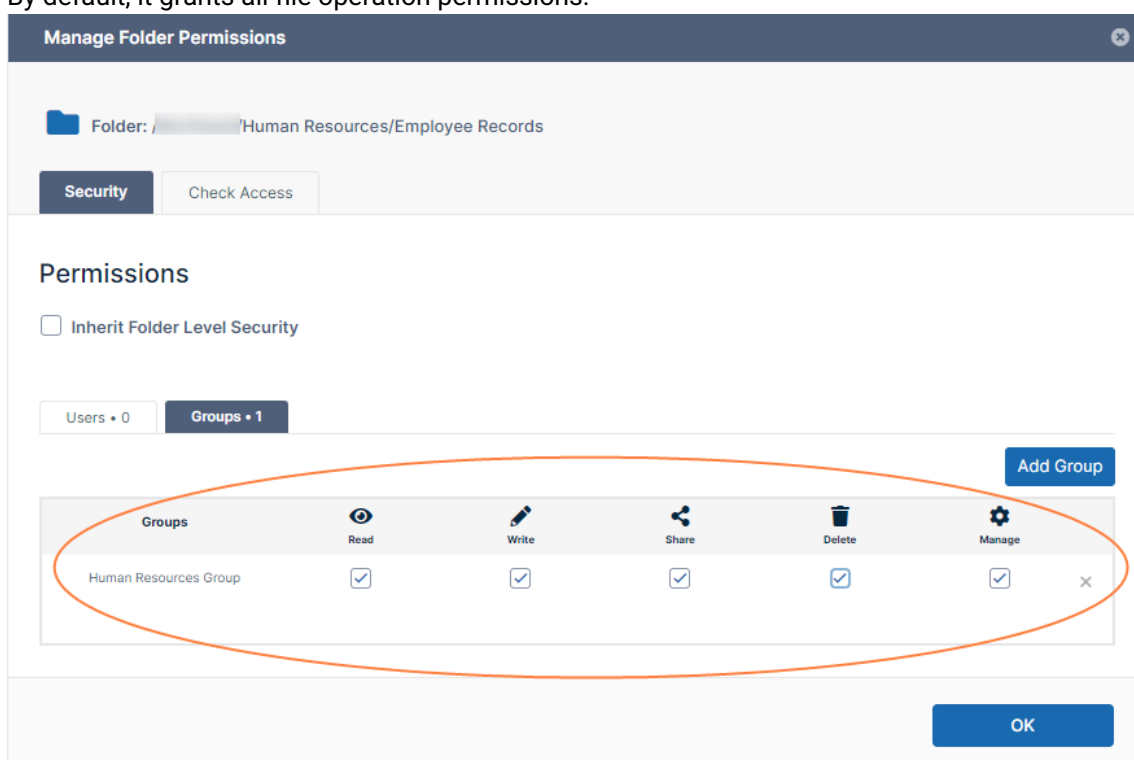 By default, it grants all file operation permissions.
Manage Folder Permissions
Folder: / /Human Resources/Employee Records
Security Check Access
Permissions
Inherit Folder Level Security
Users • 0 Groups • 1
Add Group
Groups Read Write Share Delete Manage
Human Resources Group
OK